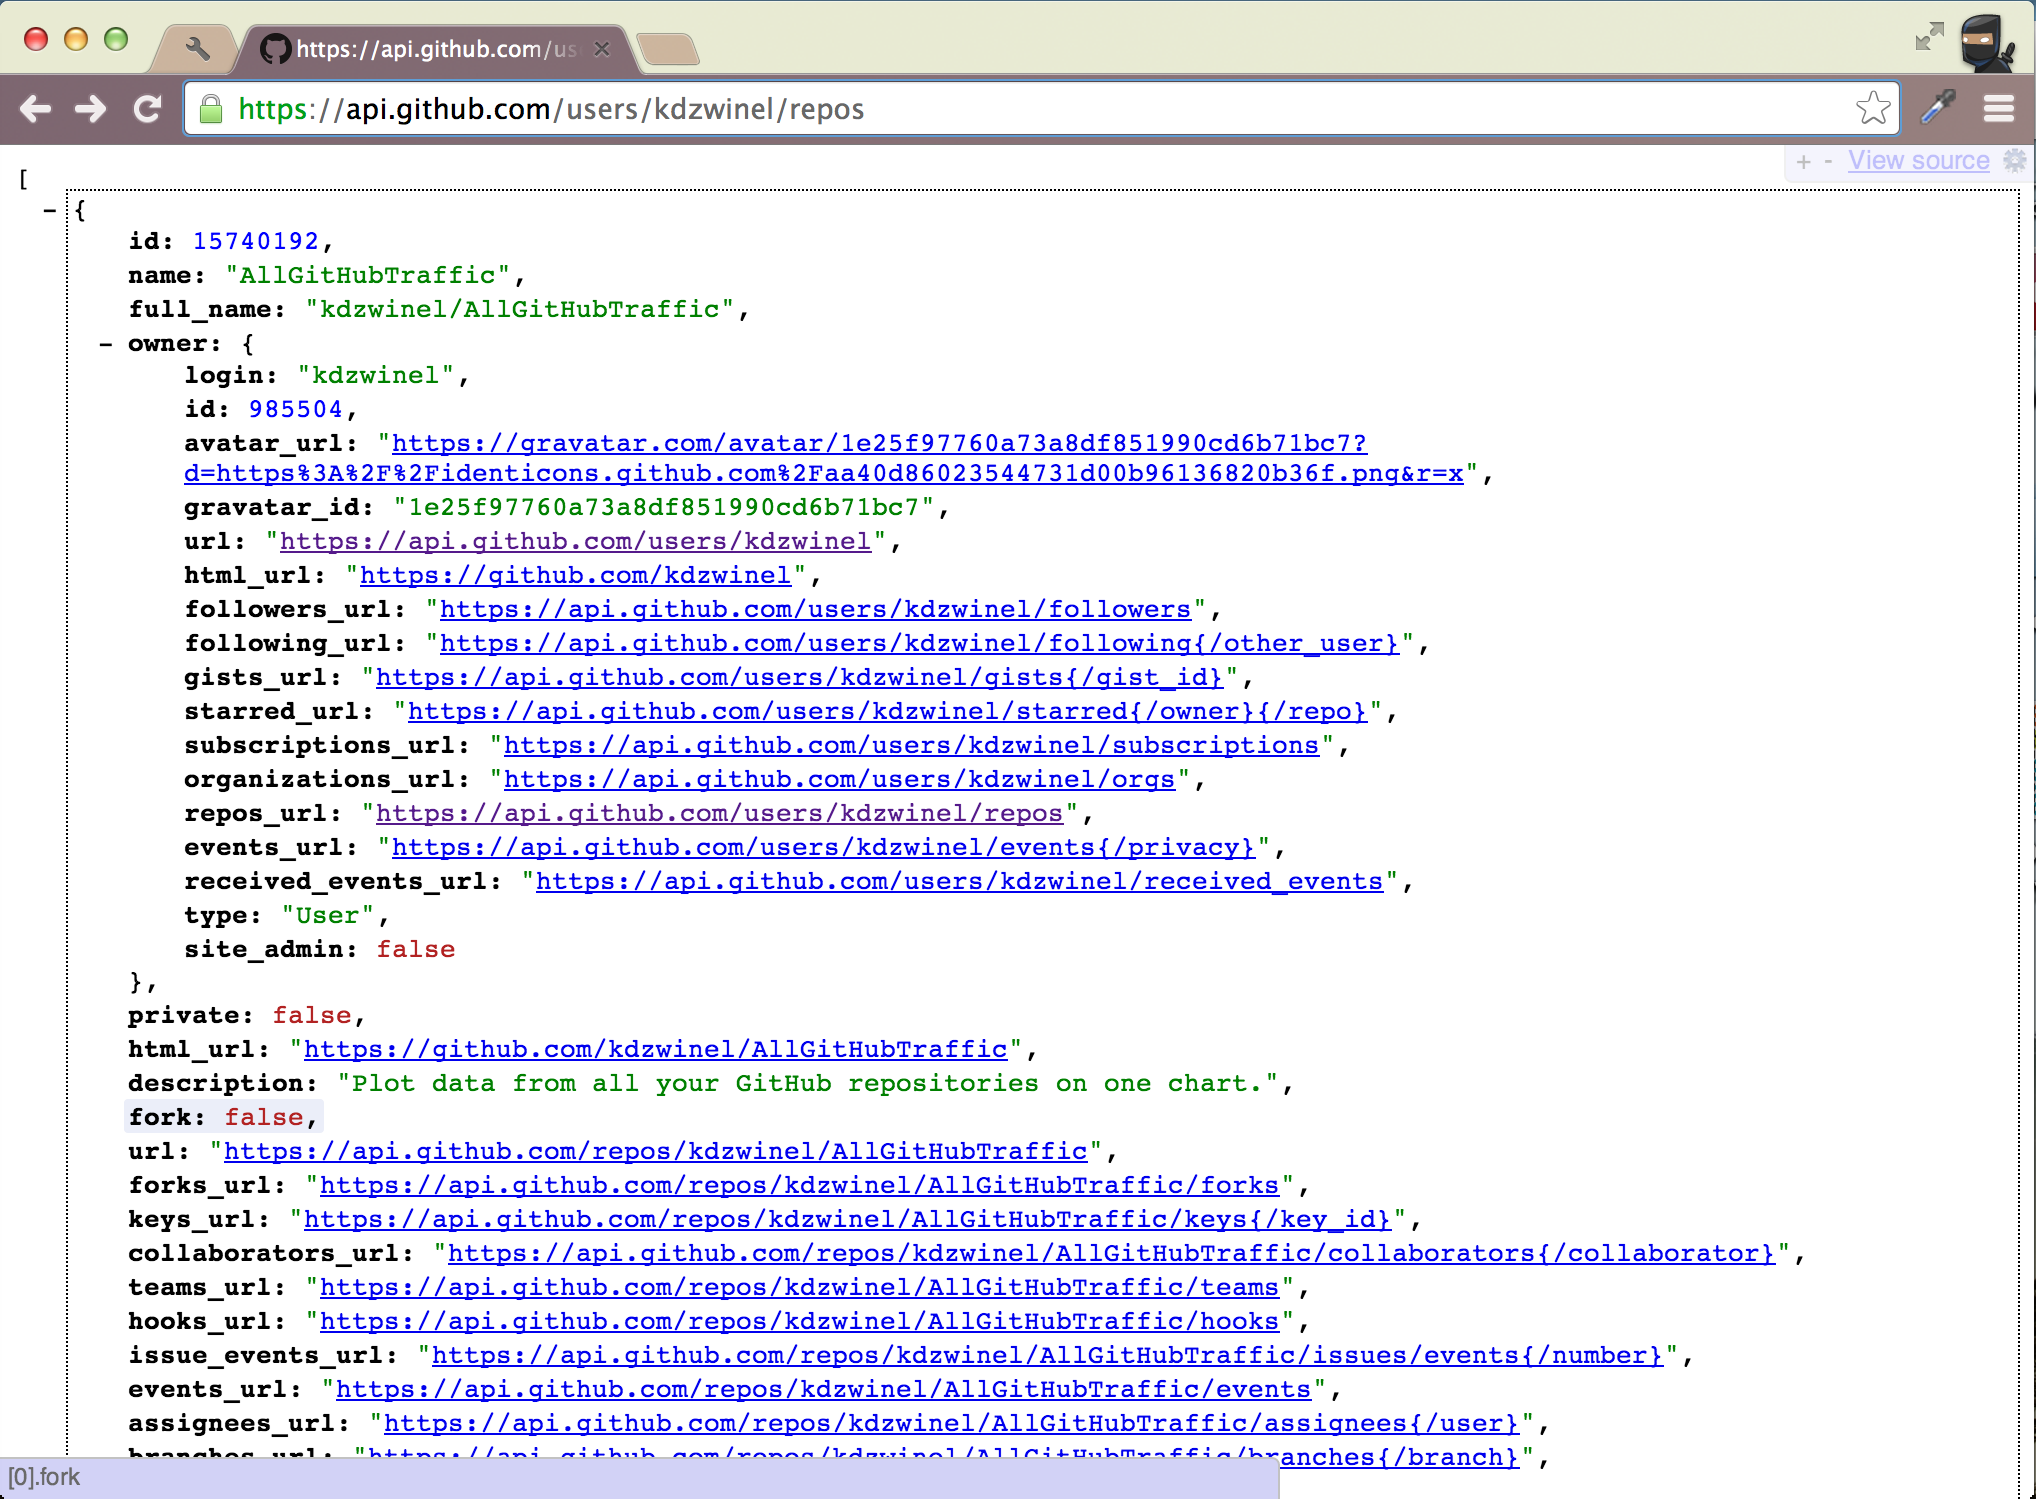 https://api.github.com/us
https://api.github.com/users/kdzwinel/repos
+ - View source
[
- {
id: 15740192,
name: "AllGitHubTraffic",
full_name: "kdzwinel/AllGitHubTraffic",
- owner: {
login: "kdzwinel",
id: 985504,
avatar_url: "https://gravatar.com/avatar/1e25f97760a73a8df851990cd6b71bc7?
d=https%3A%2F%2Fidenticons.github.com%2Faa40d86023544731d00b96136820b36f.png&r=x",
gravatar_id: "1e25f97760a73a8df851990cd6b71bc7",
url: "https://api.github.com/users/kdzwinel",
html_url: "https://github.com/kdzwinel",
followers_url: "https://api.github.com/users/kdzwinel/followers",
following_url: "https://api.github.com/users/kdzwinel/following{/other_user}",
gists_url: "https://api.github.com/users/kdzwinel/gists{/gist_id}",
starred_url: "https://api.github.com/users/kdzwinel/starred{/owner}{/repo}",
subscriptions_url: "https://api.github.com/users/kdzwinel/subscriptions",
organizations_url: "https://api.github.com/users/kdzwinel/orgs",
repos_url: "https://api.github.com/users/kdzwinel/repos",
events_url: "https://api.github.com/users/kdzwinel/events{/privacy}",
received_events_url: "https://api.github.com/users/kdzwinel/received_events",
type: "User",
site_admin: false
},
private: false,
html_url: "https://github.com/kdzwinel/AllGitHubTraffic",
description: "Plot data from all your GitHub repositories on one chart.",
fork: false,
url: "https://api.github.com/repos/kdzwinel/AllGitHubTraffic",
forks_url: "https://api.github.com/repos/kdzwinel/AllGitHubTraffic/forks",
keys_url: "https://api.github.com/repos/kdzwinel/AllGitHubTraffic/keys{/key_id}",
collaborators_url: "https://api.github.com/repos/kdzwinel/AllGitHubTraffic/collaborators{/collaborator}",
teams_url: "https://api.github.com/repos/kdzwinel/AllGitHubTraffic/teams",
hooks_url: "https://api.github.com/repos/kdzwinel/AllGitHubTraffic/hooks",
issue_events_url: "https://api.github.com/repos/kdzwinel/AllGitHubTraffic/issues/events{/number}",
events_url: "https://api.github.com/repos/kdzwinel/AllGitHubTraffic/events",
assignees_url: "https://api.github.com/repos/kdzwinel/AllGitHubTraffic/assignees{/user}",
branches_url: "https://api.github.com/repos/kdzwinel/AllGitHubTraffic/branches{/branch}",
[0].fork